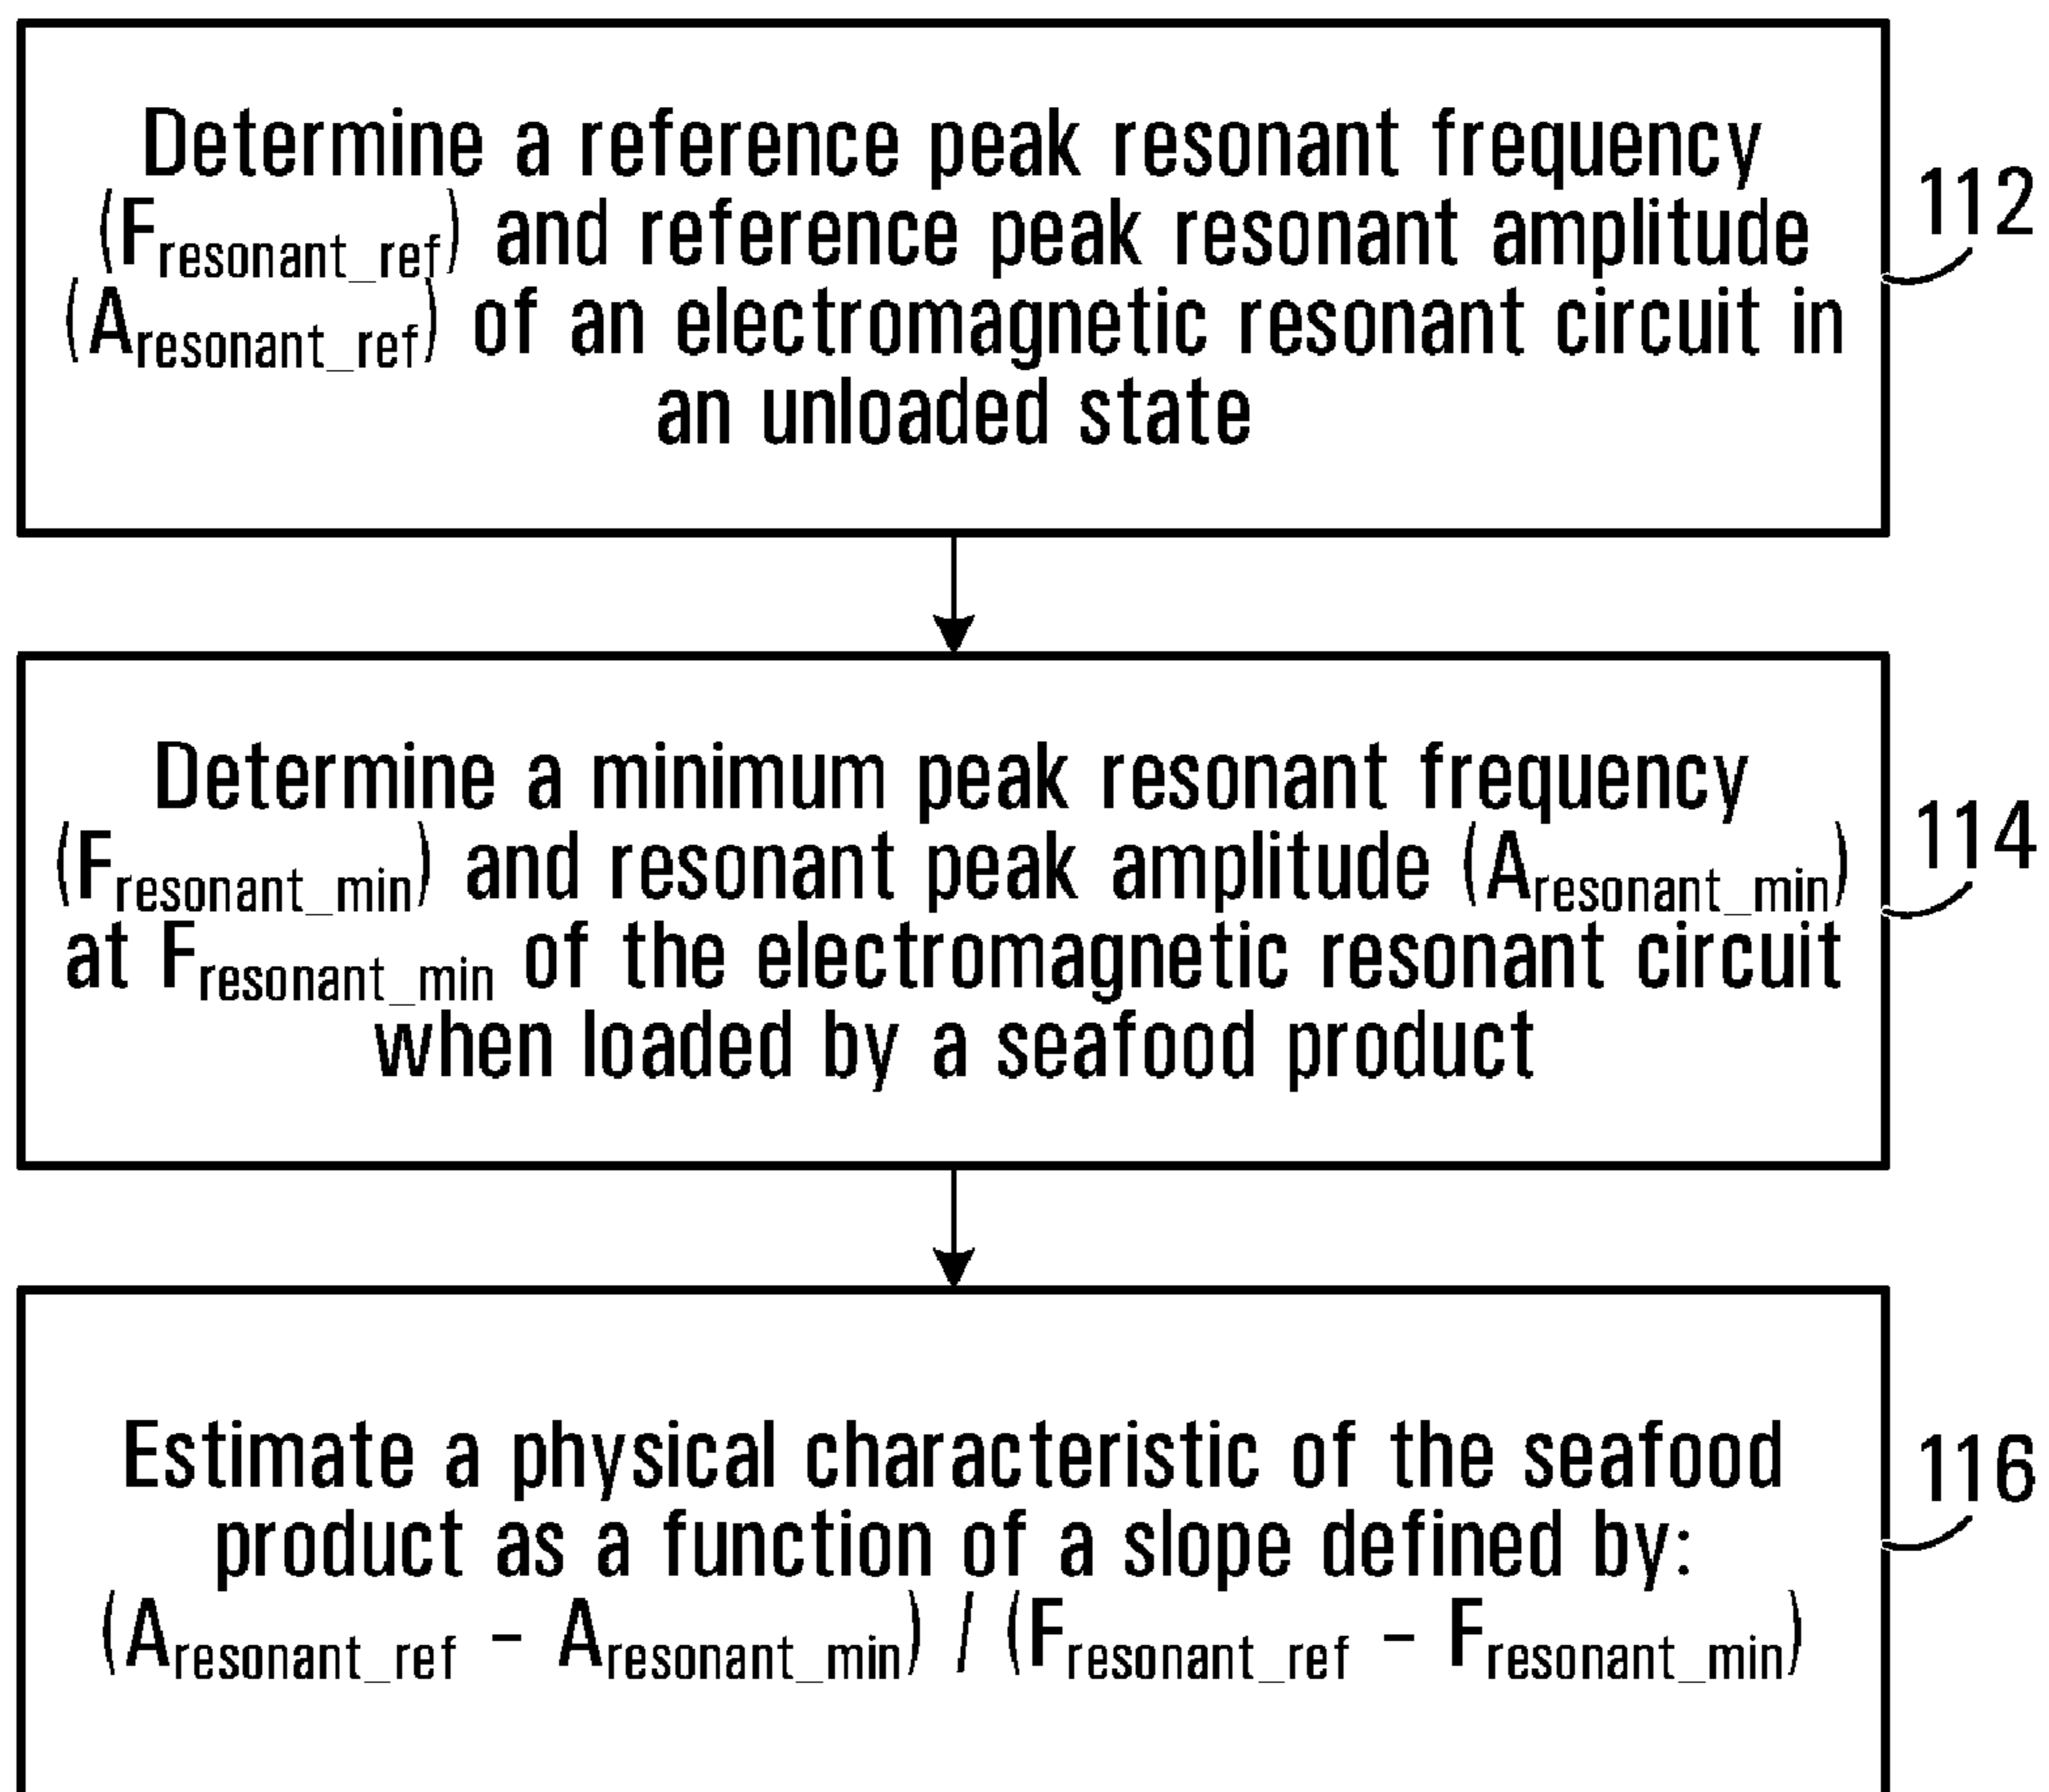 Determine a reference peak resonant frequency
(Fresonant_ref) and reference peak resonant amplitude
(Aresonant_ref) of an electromagnetic resonant circuit in
an unloaded state
112
Determine a minimum peak resonant frequency
(Fresonant_min) and resonant peak amplitude (Aresonant_min)
at Fresonant_min of the electromagnetic resonant circuit
when loaded by a seafood product
114
Estimate a physical characteristic of the seafood
product as a function of a slope defined by:
(Aresonant_ref – Aresonant_min) / (Fresonant_ref – Fresonant_min)
116